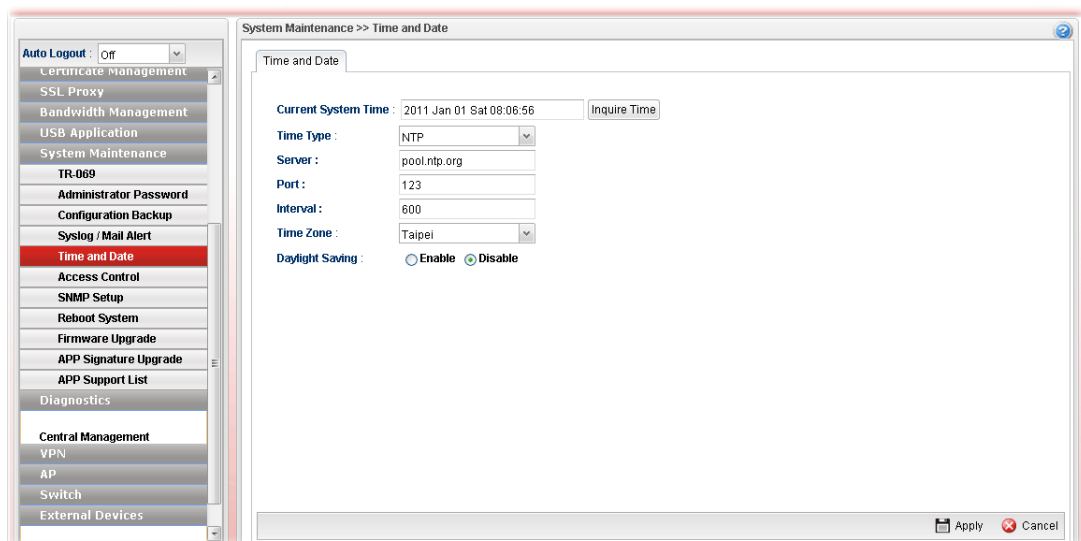 System Maintenance >> Time and Date
Auto Logout : Off
Certificate Management
SSL Proxy
Bandwidth Management
USB Application
System Maintenance
TR-069
Administrator Password
Configuration Backup
Syslog / Mail Alert
Time and Date
Access Control
SNMP Setup
Reboot System
Firmware Upgrade
APP Signature Upgrade
APP Support List
Diagnostics
Central Management
VPN
AP
Switch
External Devices
Time and Date
Current System Time : 2011 Jan 01 Sat 08:06:56 Inquire Time
Time Type : NTP
Server : pool.ntp.org
Port : 123
Interval : 600
Time Zone : Taipei
Daylight Saving : Enable Disable
Apply Cancel